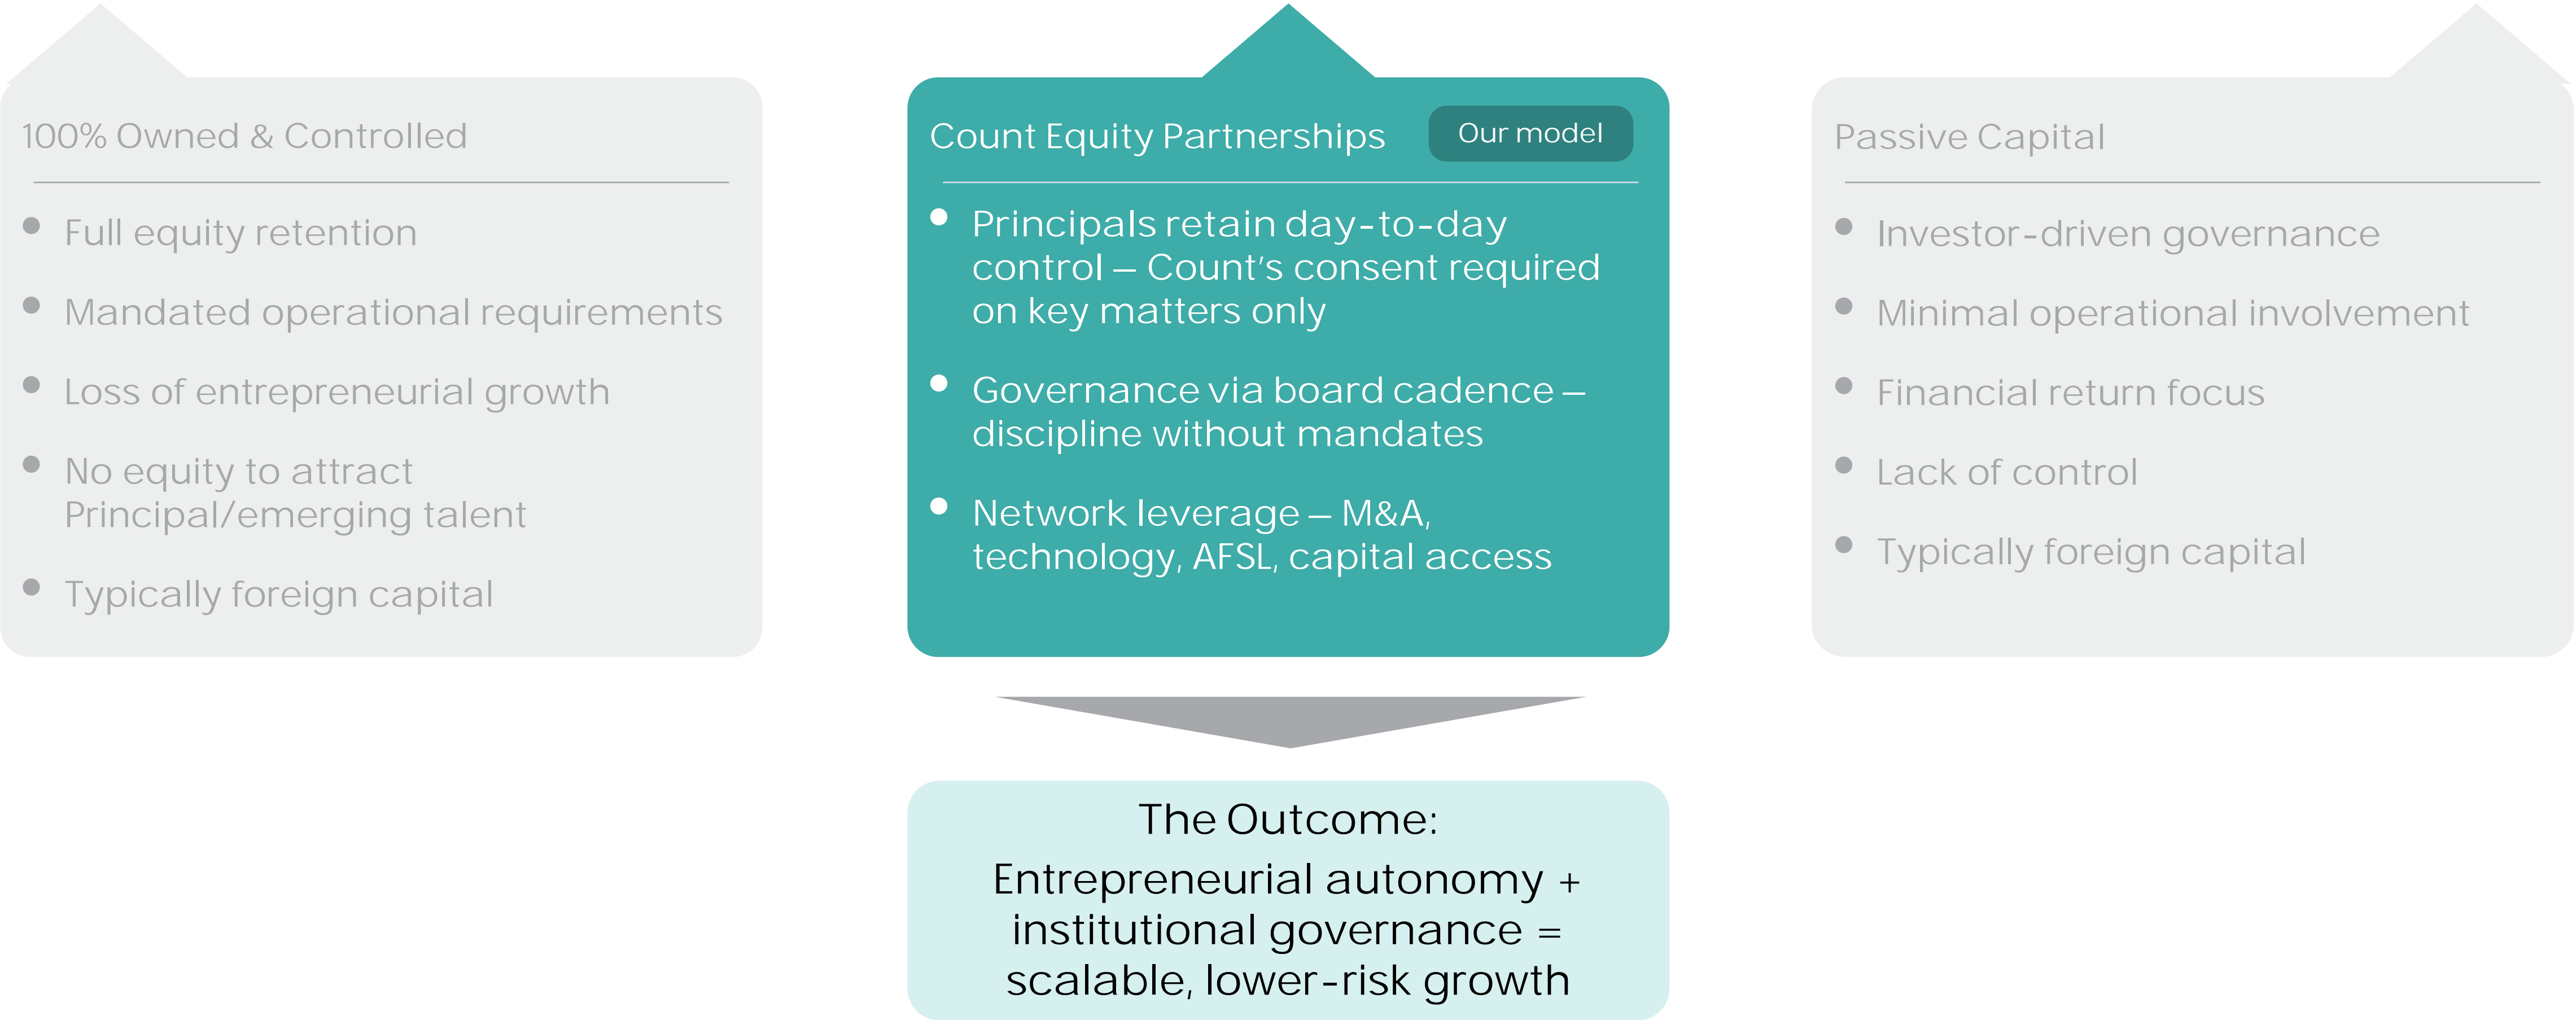 100% Owned & Controlled
Full equity retention
Mandated operational requirements
Loss of entrepreneurial growth
No equity to attract
Principal/emerging talent
Typically foreign capital
Count Equity Partnerships
Our model
Principals retain day-to-day
control – Count’s consent required
on key matters only
Governance via board cadence –
discipline without mandates
Network leverage – M&A,
technology, AFSL, capital access
Passive Capital
Investor-driven governance
Minimal operational involvement
Financial return focus
Lack of control
Typically foreign capital
The Outcome:
Entrepreneurial autonomy +
institutional governance =
scalable, lower-risk growth